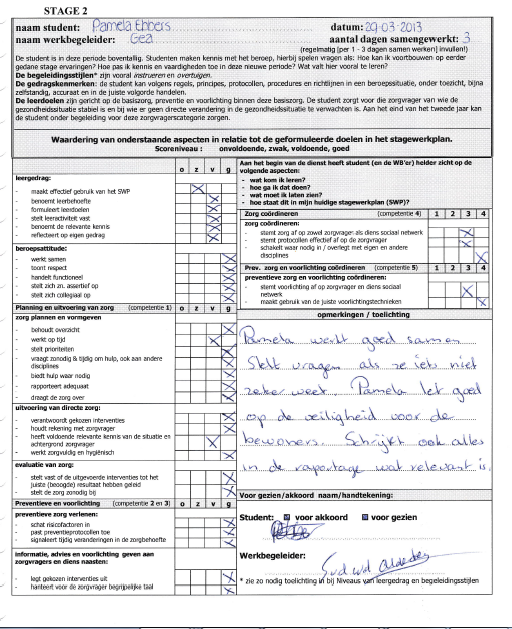 STAGE 2
naam student: Pamela Ebbers datum: 29-03-2013
naam werkbegeleider: Gea aantal dagen samengewerkt: 3
(regelmatig [per 1 - 3 dagen samen werken] invullen!)
De student is in deze periode boventallig. Studenten maken kennis met het beroep, hierbij spelen vragen als: Hoe kan ik voortbouwen op eerder
gedane stage ervaringen? Hoe pas ik kennis en vaardigheden toe in deze nieuwe periode? Wat valt hier vooral te leren?
De begeleidingsstijlen* zijn vooral instrueren en overtuigen.
De gedragskenmerken: de student kan volgens regels, principes, protocollen, procedures en richtlijnen in een beroepssituatie, onder toezicht, bijna
zelfstandig, accuraat en in de juiste volgorde handelen.
De leerdoelen zijn gericht op de basiszorg, preventie en voorlichting binnen deze basiszorg. De student zorgt voor die zorgvrager van wie de
gezondheidssituatie stabiel is en bij wie er geen directe verandering in de gezondheidssituatie te verwachten is. Aan het eind van het tweede jaar kan
de student onder begeleiding voor deze zorgvragerscategorie zorgen.
Waardering van onderstaande aspecten in relatie tot de geformuleerde doelen in het stagewerkplan.
Scoreniveau : onvoldoende, zwak, voldoende, goed
o z v g
leergedrag:
- maakt effectief gebruik van het SWP
- benoemt leerbehoefte
- formuleert leerdoelen
- stelt leeractiviteit vast
- benoemt de relevante kennis
- reflecteert op eigen gedrag
beroepsattitude:
- werkt samen
- toont respect
- handelt functioneel
- stelt zich zn. assertief op
- stelt zich collegiaal op
Planning en uitvoering van zorg (competentie 1) o z v g
zorg plannen en vormgeven
- behoudt overzicht
- werkt op tijd
- stelt prioriteiten
- vraagt zonodig & tijdig om hulp, ook aan andere
disciplines
- biedt hulp waar nodig
- rapporteert adequaat
- draagt de zorg over
uitvoering van directe zorg:
- verantwoordt gekozen interventies
- houdt rekening met zorgvrager
- heeft voldoende relevante kennis van de situatie en
achtergrond zorgvrager
- werkt zorgvuldig en hygiënisch
evaluatie van zorg:
- stelt vast of de uitgevoerde interventies tot het
juiste (beoogde) resultaat hebben geleid
- stelt de zorg zonodig bij
Preventieve en voorlichting (competentie 2 en 3) o z v g
preventieve zorg verlenen:
- schat risicofactoren in
- past preventieprotocollen toe
- signaleert tijdig veranderingen in de zorgbehoefte
informatie, advies en voorlichting geven aan
zorgvragers en diens naasten:
- legt gekozen interventies uit
- hanteert voor de zorgvrager begrijpelijke taal
Aan het begin van de dienst heeft student (en de WB'er) helder zicht op de
volgende aspecten:
- wat kom ik leren?
- hoe ga ik dat doen?
- wat moet ik laten zien?
- hoe staat dit in mijn huidige stagewerkplan (SWP)?
Zorg coördineren (competentie 4) 1 2 3 4
zorg coördineren:
- stemt zorg af op zowel zorgvrager als diens sociaal netwerk
- stemt protocollen effectief af op de zorgvrager
- schakelt waar nodig in / overlegt met eigen en andere
disciplines
Prev. zorg en voorlichting coördineren (competentie 5) 1 2 3 4
preventieve zorg en voorlichting coördineren:
- stemt voorlichting af op zorgvrager en diens sociaal
netwerk
- maakt gebruik van de juiste voorlichtingstechnieken
opmerkingen / toelichting
Pamela werkt goed samen
Stelt vragen als ze iets niet
zeker weet. Pamela let goed
op de veiligheid voor de
bewoners. Schrijft ook alles
in de rapportage wat relevant is.
Voor gezien/akkoord naam/handtekening:
Student: voor akkoord voor gezien
Werkbegeleider:
* zie zo nodig toelichting in bij Niveaus van leergedrag en begeleidingsstijlen